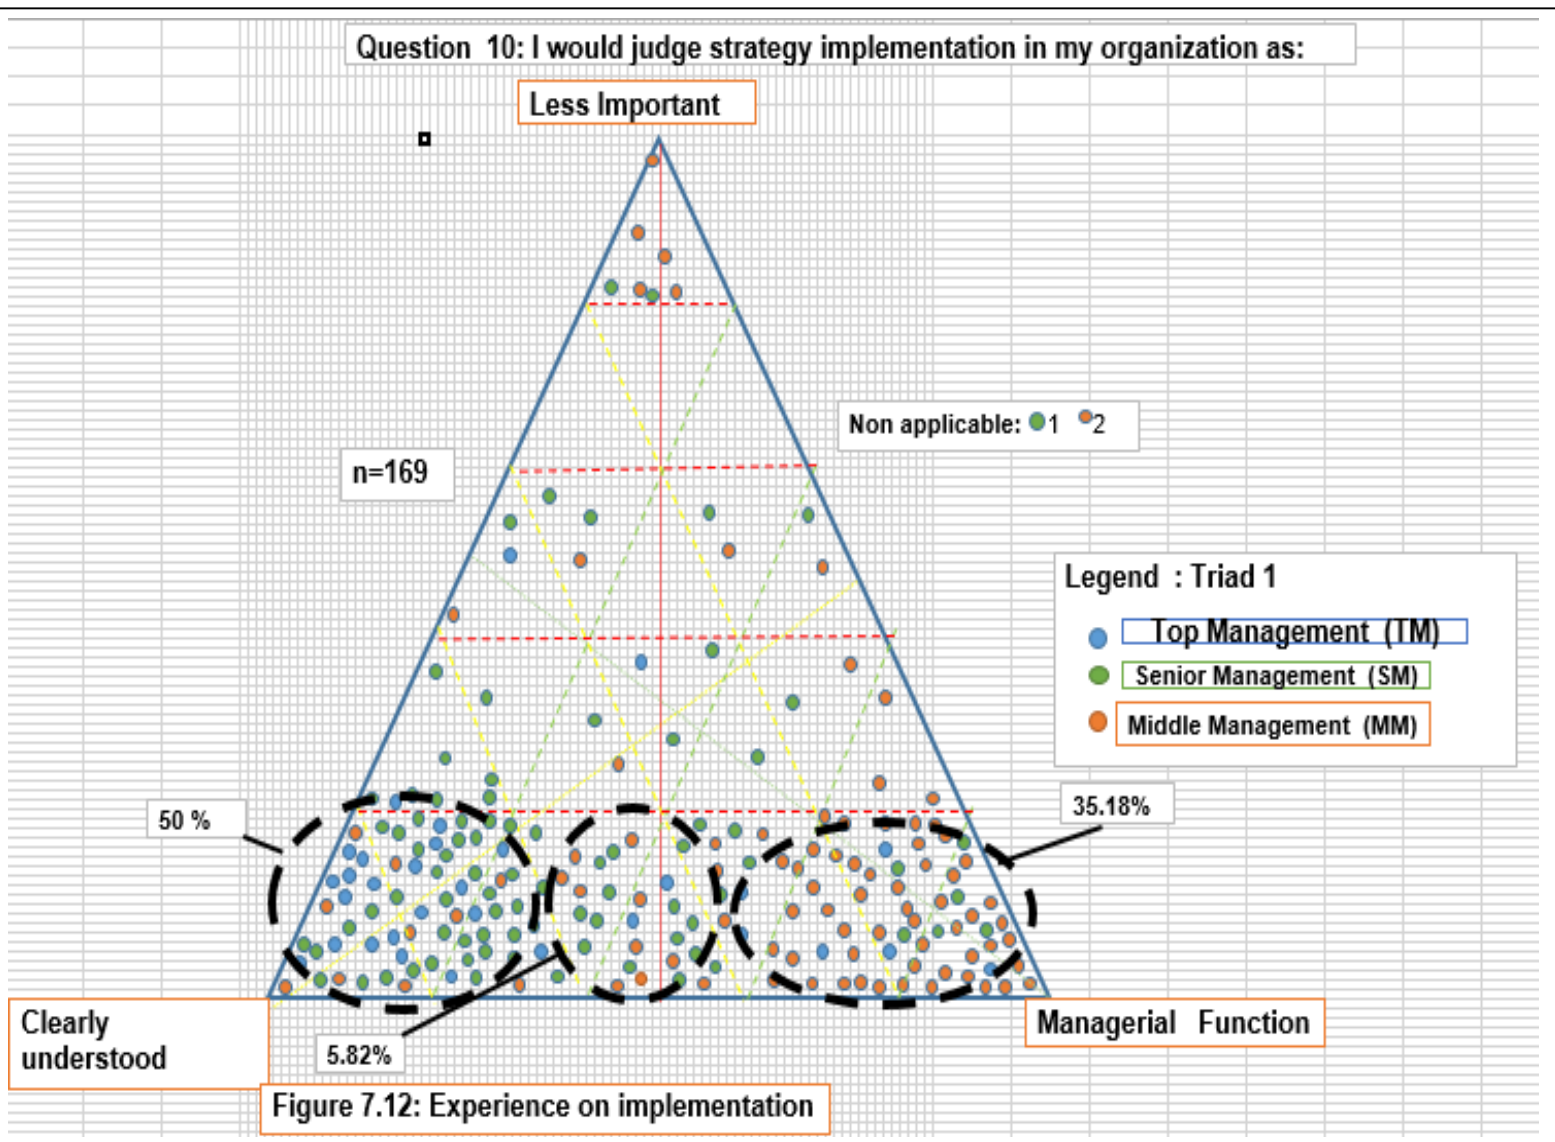 Question 10: I would judge strategy implementation in my organization as:
Less Important
Non applicable: 1 2
n=169
Legend : Triad 1
Top Management (TM)
Senior Management (SM)
Middle Management (MM)
50 %
35.18%
Clearly
understood
Managerial Function
5.82%
Figure 7.12: Experience on implementation